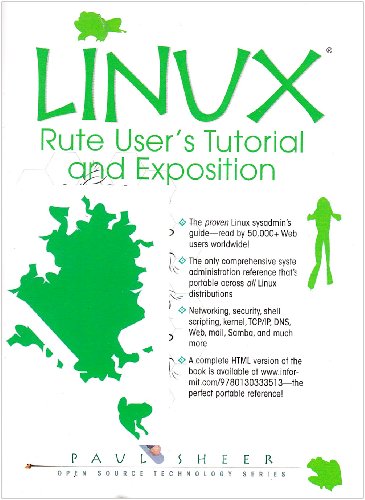 LINUX®
Rute User's Tutorial
and Exposition
The proven Linux sysadmin's
guide—read by 50,000+ Web
users worldwide!
The only comprehensive syste
administration reference that's
portable across all Linux
distributions
Networking, security, shell
scripting, kernel, TCP/IP, DNS,
Web, mail, Samba, and much
more
A complete HTML version of the
book is available at www.infor-
mit.com/9780130333513—the
perfect portable reference!
PAUL SHEER
OPEN SOURCE TECHNOLOGY SERIES